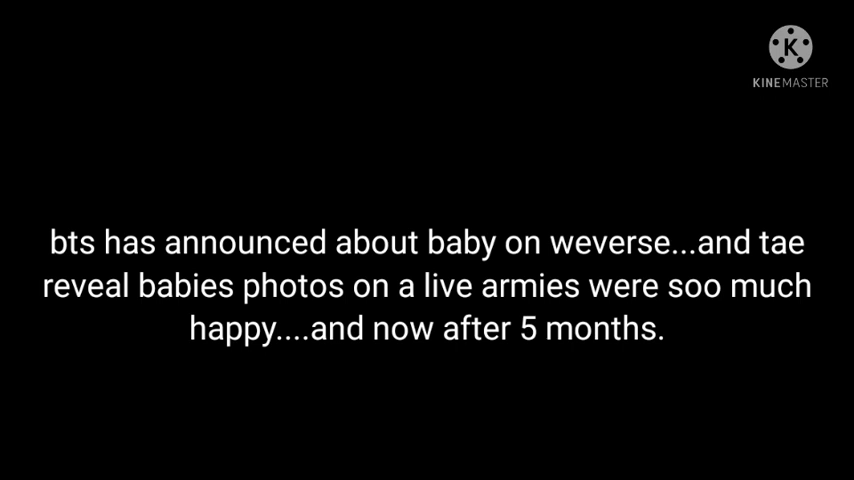 K
KINEMASTER
bts has announced about baby on weverse...and tae
reveal babies photos on a live armies were soo much
happy....and now after 5 months.